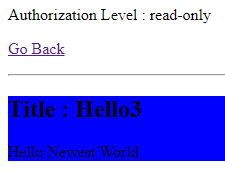 Authorization Level : read-only
Go Back
Title : Hello3
Hello Newest World